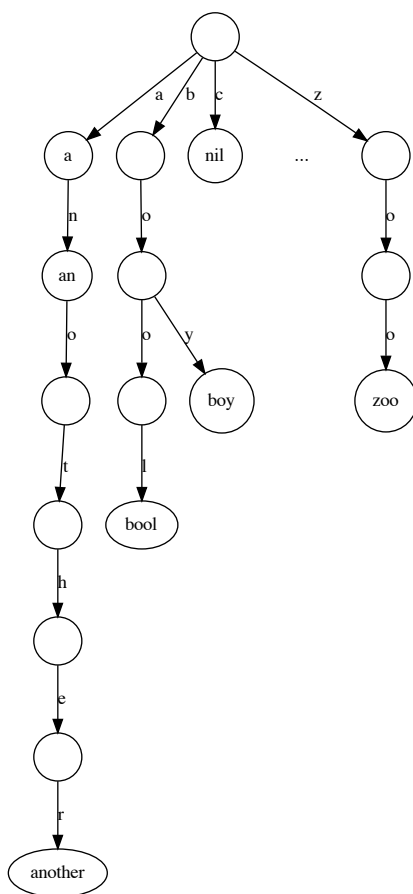 a b c z
a nil ...
n o o
an
o o y o
boy zoo
t l
bool
h
e
r
another